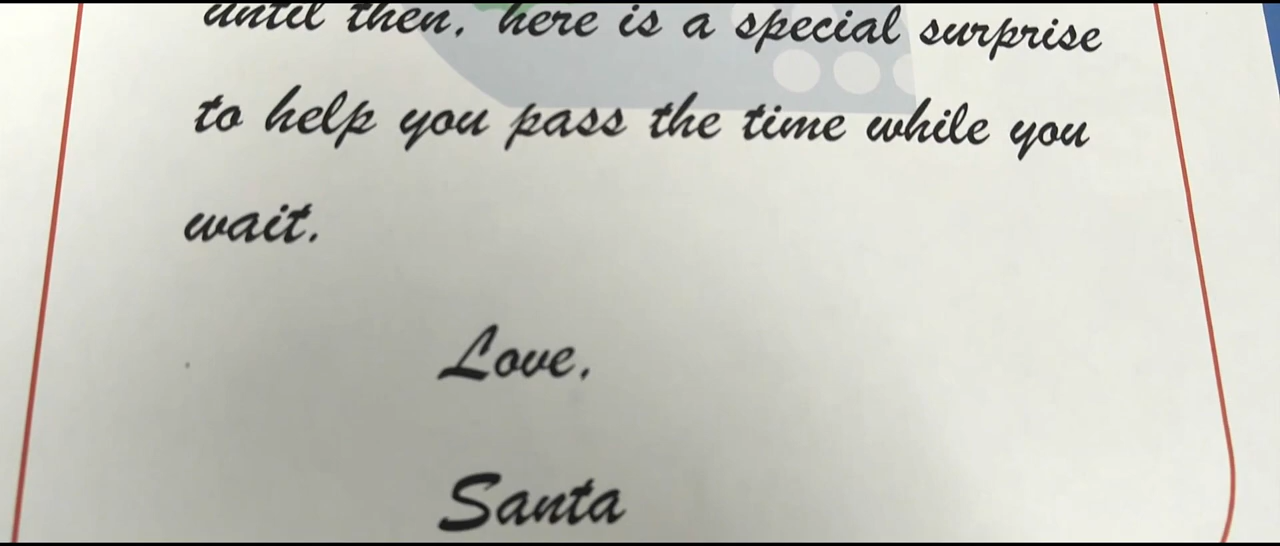 until then, here is a special surprise
to help you pass the time while you
wait.
Love,
Santa